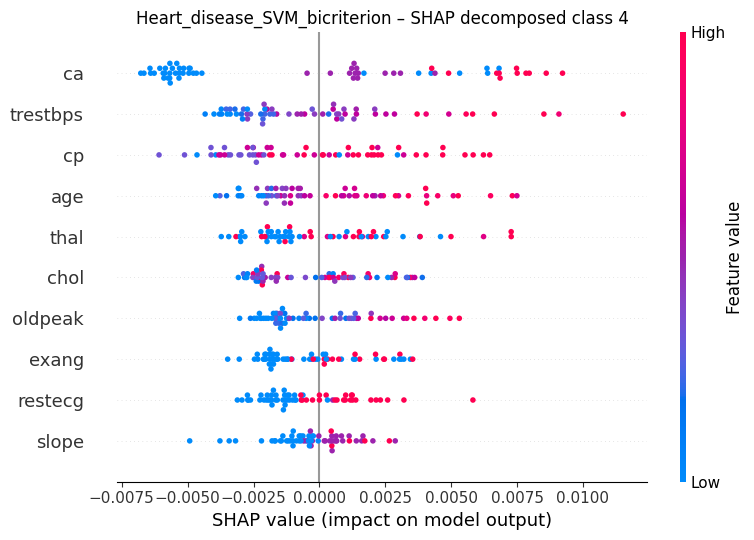 Heart_disease_SVM_bicriterion – SHAP decomposed class 4
High
ca
trestbps
cp
age
thal
chol
oldpeak
exang
restecg
slope
Feature value
Low
−0.0075 −0.0050 −0.0025 0.0000 0.0025 0.0050 0.0075 0.0100
SHAP value (impact on model output)